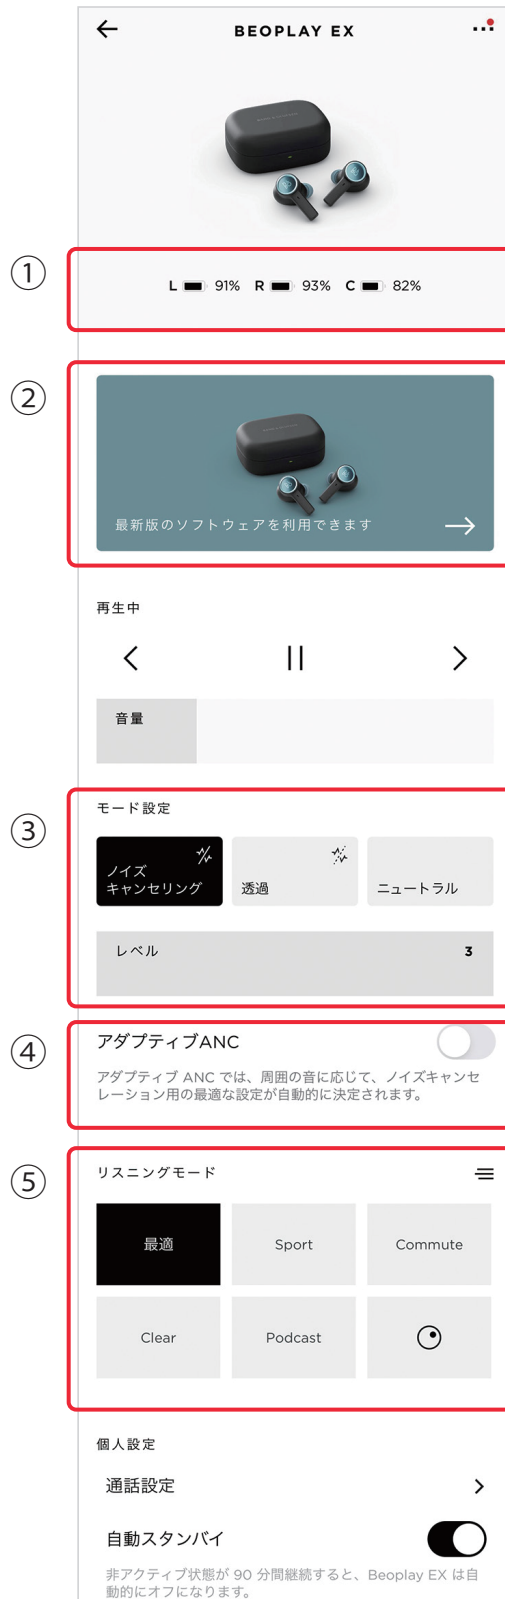 BEOPLAY EX
①
L 91% R 93% C 82%
②
最新版のソフトウェアを利用できます
再生中
音量
③
モード設定
ノイズ
キャンセリング
透過
ニュートラル
レベル 3
④
アダプティブANC
アダプティブ ANC では、周囲の音に応じて、ノイズキャンセ
レーション用の最適な設定が自動的に決定されます。
⑤
リスニングモード
最適 Sport Commute
Clear Podcast
個人設定
通話設定
自動スタンバイ
非アクティブ状態が 90 分間継続すると、Beoplay EX は自
動的にオフになります。